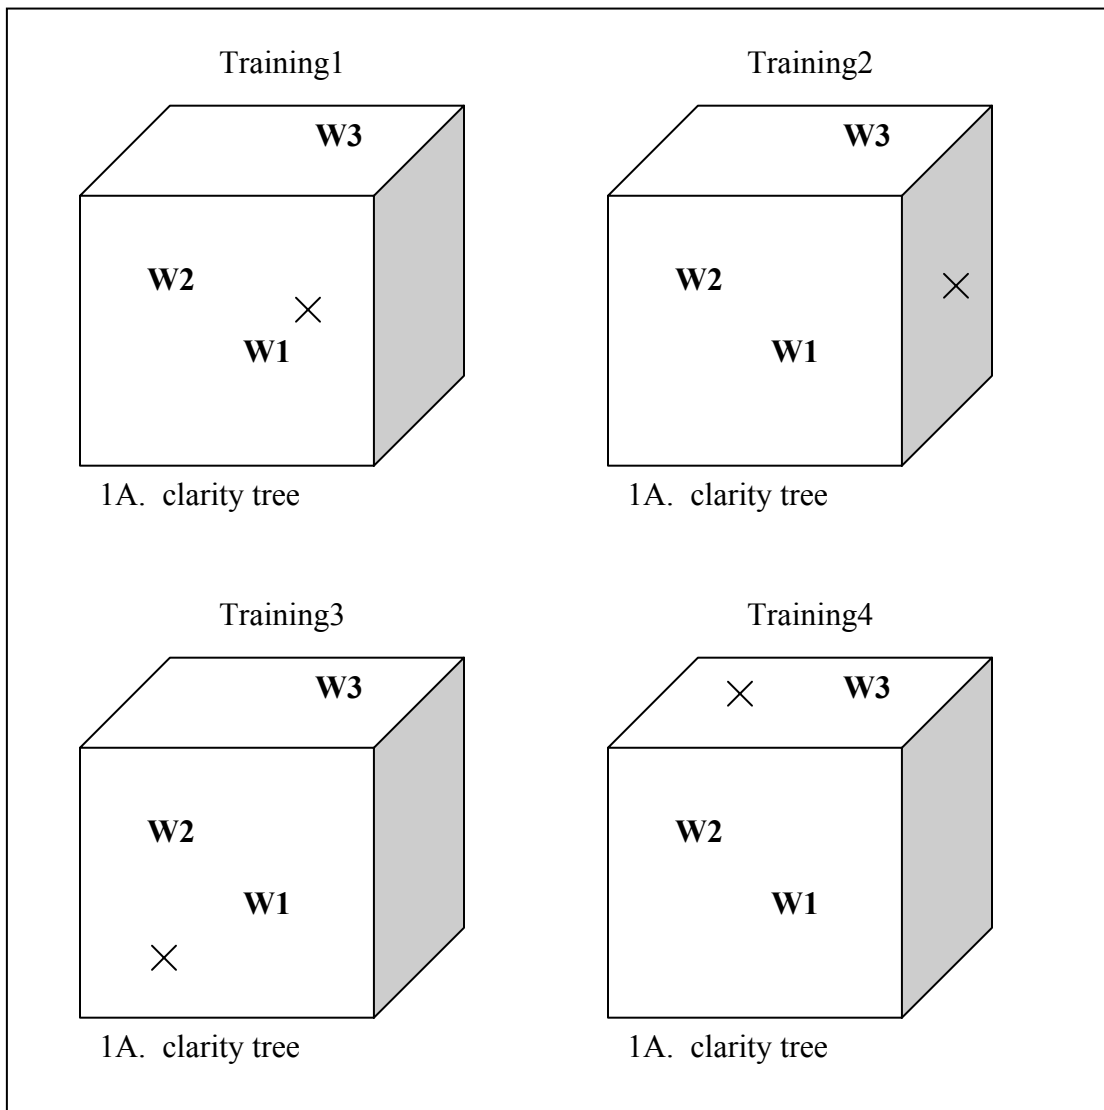 Training1
W3
W2
W1
1A. clarity tree
Training2
W3
W2
W1
1A. clarity tree
Training3
W3
W2
W1
1A. clarity tree
Training4
W3
W2
W1
1A. clarity tree